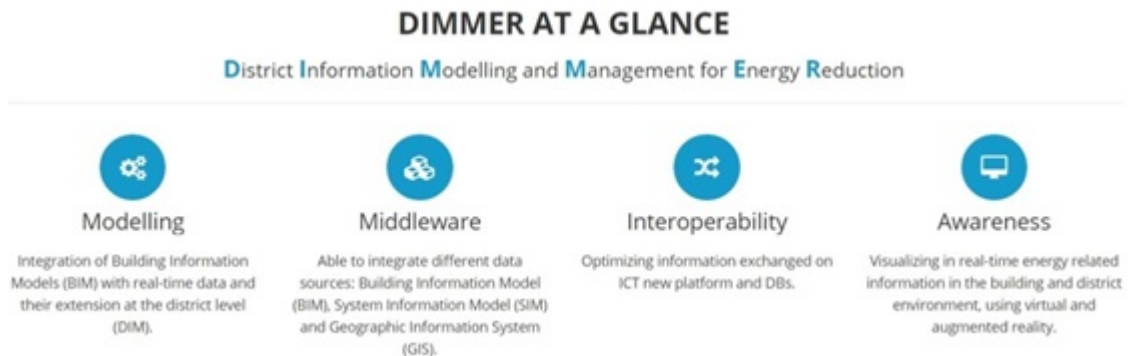 DIMMER AT A GLANCE
District Information Modelling and Management for Energy Reduction
Modelling
Integration of Building Information
Models (BIM) with real-time data and
their extension at the district level
(DIM).
Middleware
Able to integrate different data
sources: Building Information Model
(BIM), System Information Model (SIM)
and Geographic Information System
(GIS).
Interoperability
Optimizing information exchanged on
ICT new platform and DBs.
Awareness
Visualizing in real-time energy related
information in the building and district
environment, using virtual and
augmented reality.